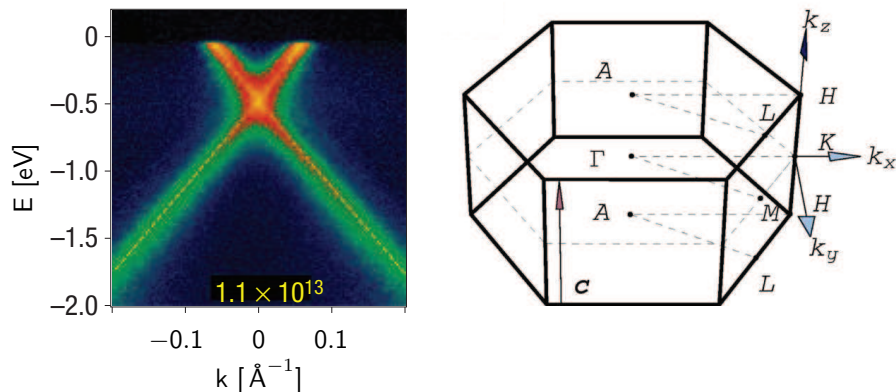 E [eV]
0
−0.5
−1.0
−1.5
−2.0
1.1 × 10¹³
−0.1
0
0.1
k [Å⁻¹]
k_z
A
H
L
K
k_x
Γ
M
A
H
k_y
L
c